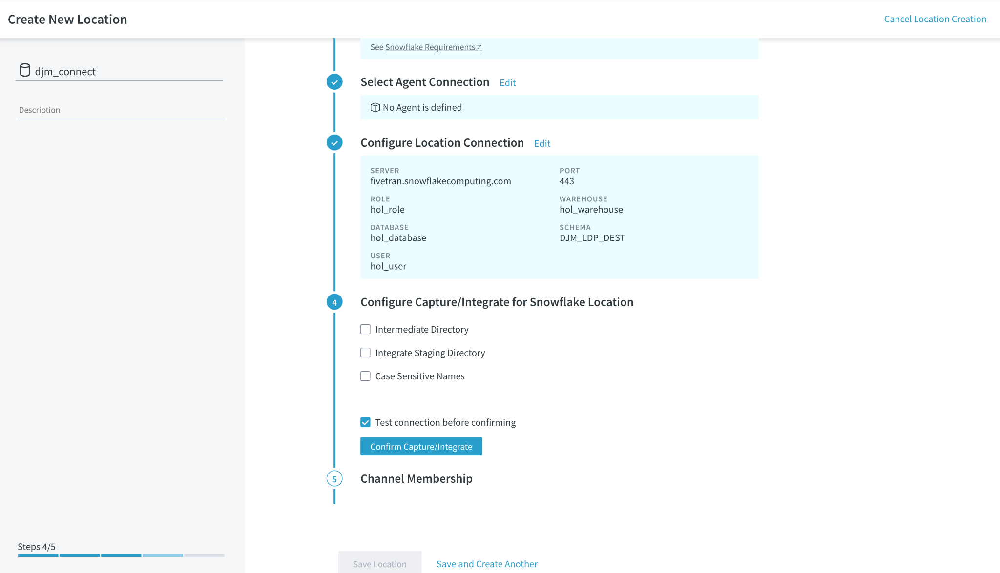 Create New Location
Cancel Location Creation
djm_connect
Description
See Snowflake Requirements
Select Agent Connection Edit
No Agent is defined
Configure Location Connection Edit
SERVER PORT
fivetran.snowflakecomputing.com 443
ROLE WAREHOUSE
hol_role hol_warehouse
DATABASE SCHEMA
hol_database DJM_LDP_DEST
USER
hol_user
4 Configure Capture/Integrate for Snowflake Location
Intermediate Directory
Integrate Staging Directory
Case Sensitive Names
Test connection before confirming
Confirm Capture/Integrate
5 Channel Membership
Steps 4/5
Save Location Save and Create Another